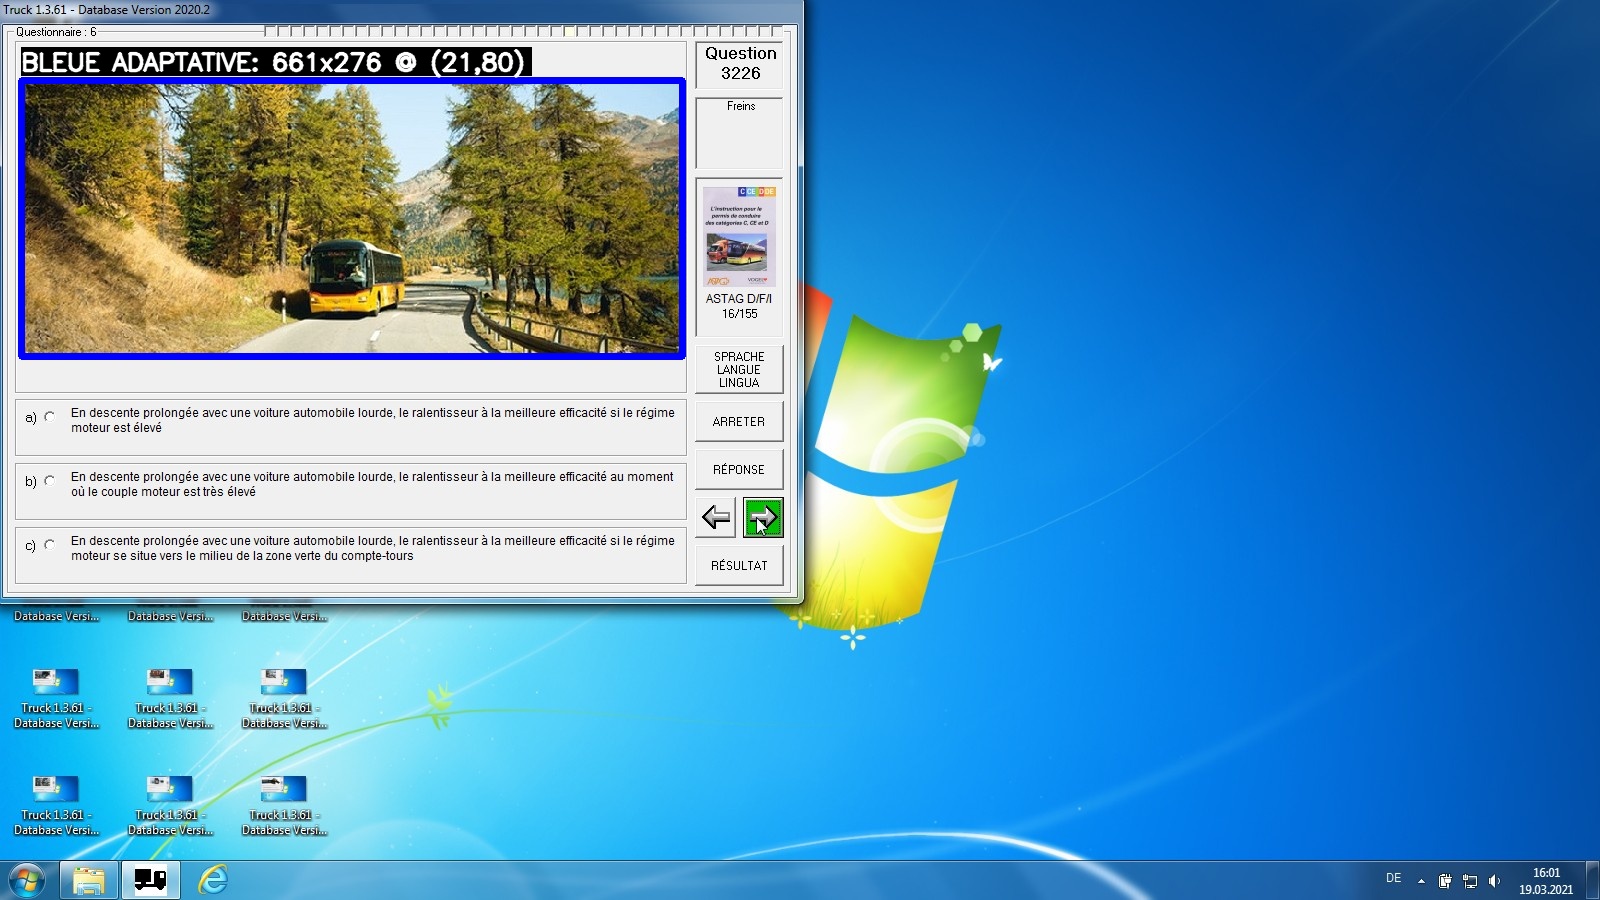 Truck 1.3.61 - Database Version 2020.2
Questionnaire : 6
BLEUE ADAPTATIVE: 661x276 @ (21,80)
Question
3226
Freins
C CE D DE
L'instruction pour le
permis de conduire
des catégories C, CE et D
ASTAG D/F/I
16/155
SPRACHE
LANGUE
LINGUA
ARRETER
RÉPONSE
RÉSULTAT
a) En descente prolongée avec une voiture automobile lourde, le ralentisseur à la meilleure efficacité si le régime
moteur est élevé
b) En descente prolongée avec une voiture automobile lourde, le ralentisseur à la meilleure efficacité au moment
où le couple moteur est très élevé
c) En descente prolongée avec une voiture automobile lourde, le ralentisseur à la meilleure efficacité si le régime
moteur se situe vers le milieu de la zone verte du compte-tours
Database Versi... Database Versi... Database Versi...
Truck 1.3.61 - Truck 1.3.61 - Truck 1.3.61 -
Database Versi... Database Versi... Database Versi...
Truck 1.3.61 - Truck 1.3.61 - Truck 1.3.61 -
Database Versi... Database Versi... Database Versi...
DE
16:01
19.03.2021